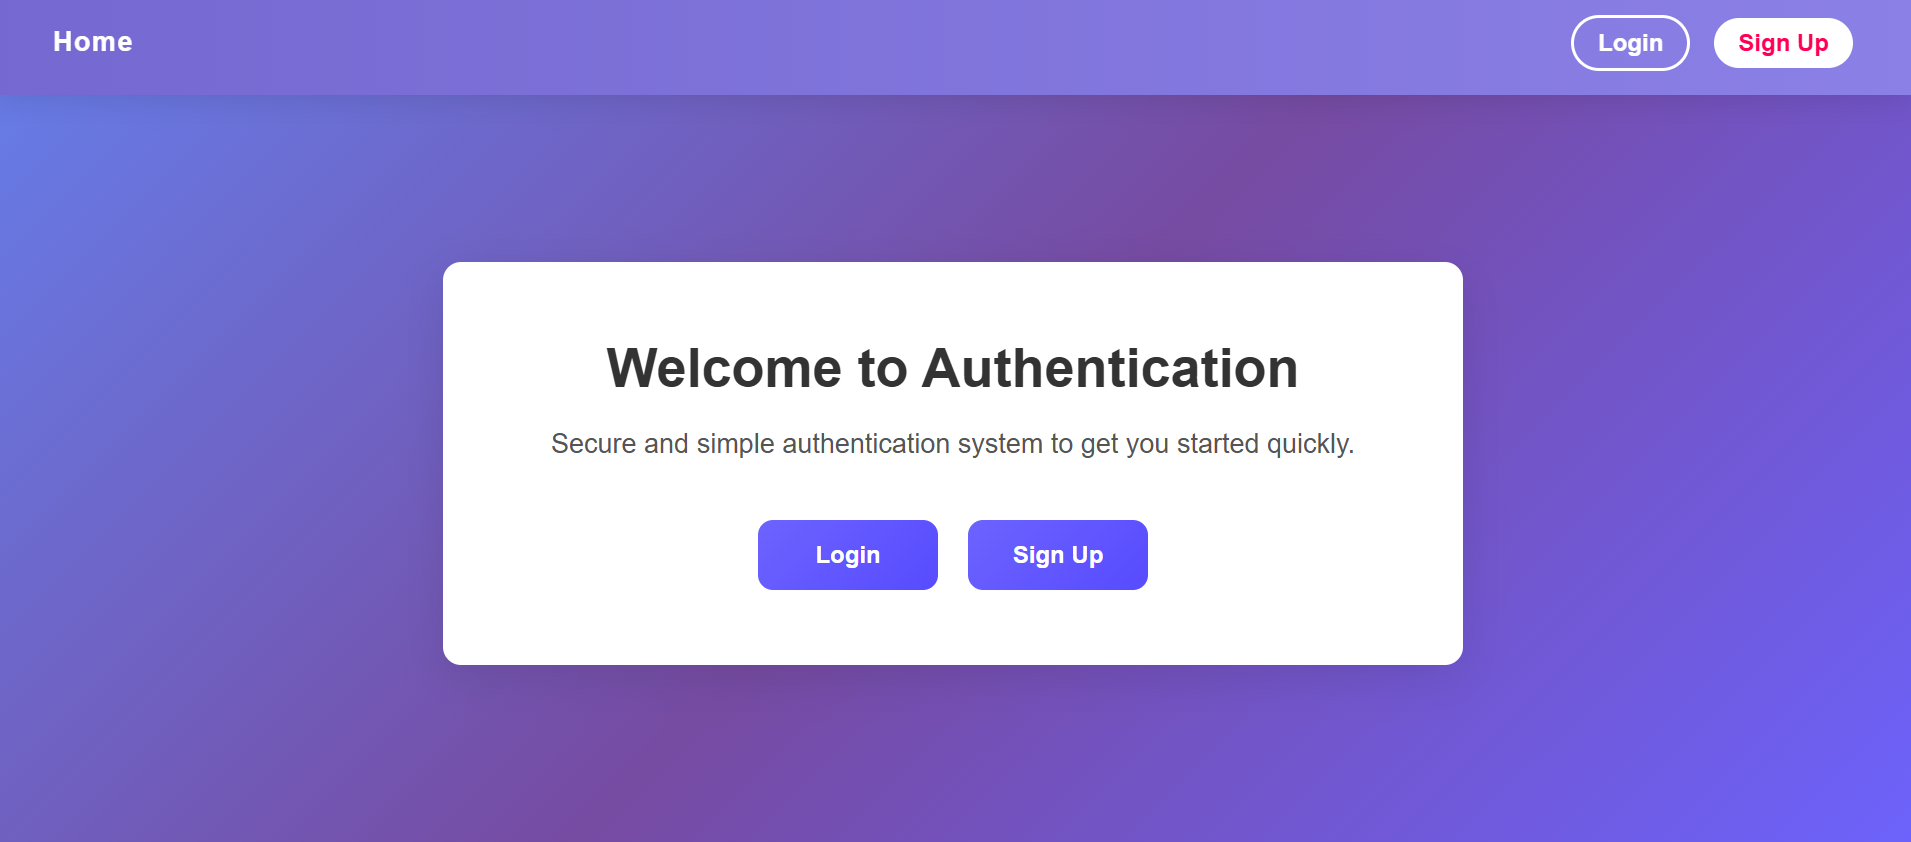 Home
Login
Sign Up
Welcome to Authentication
Secure and simple authentication system to get you started quickly.
Login
Sign Up